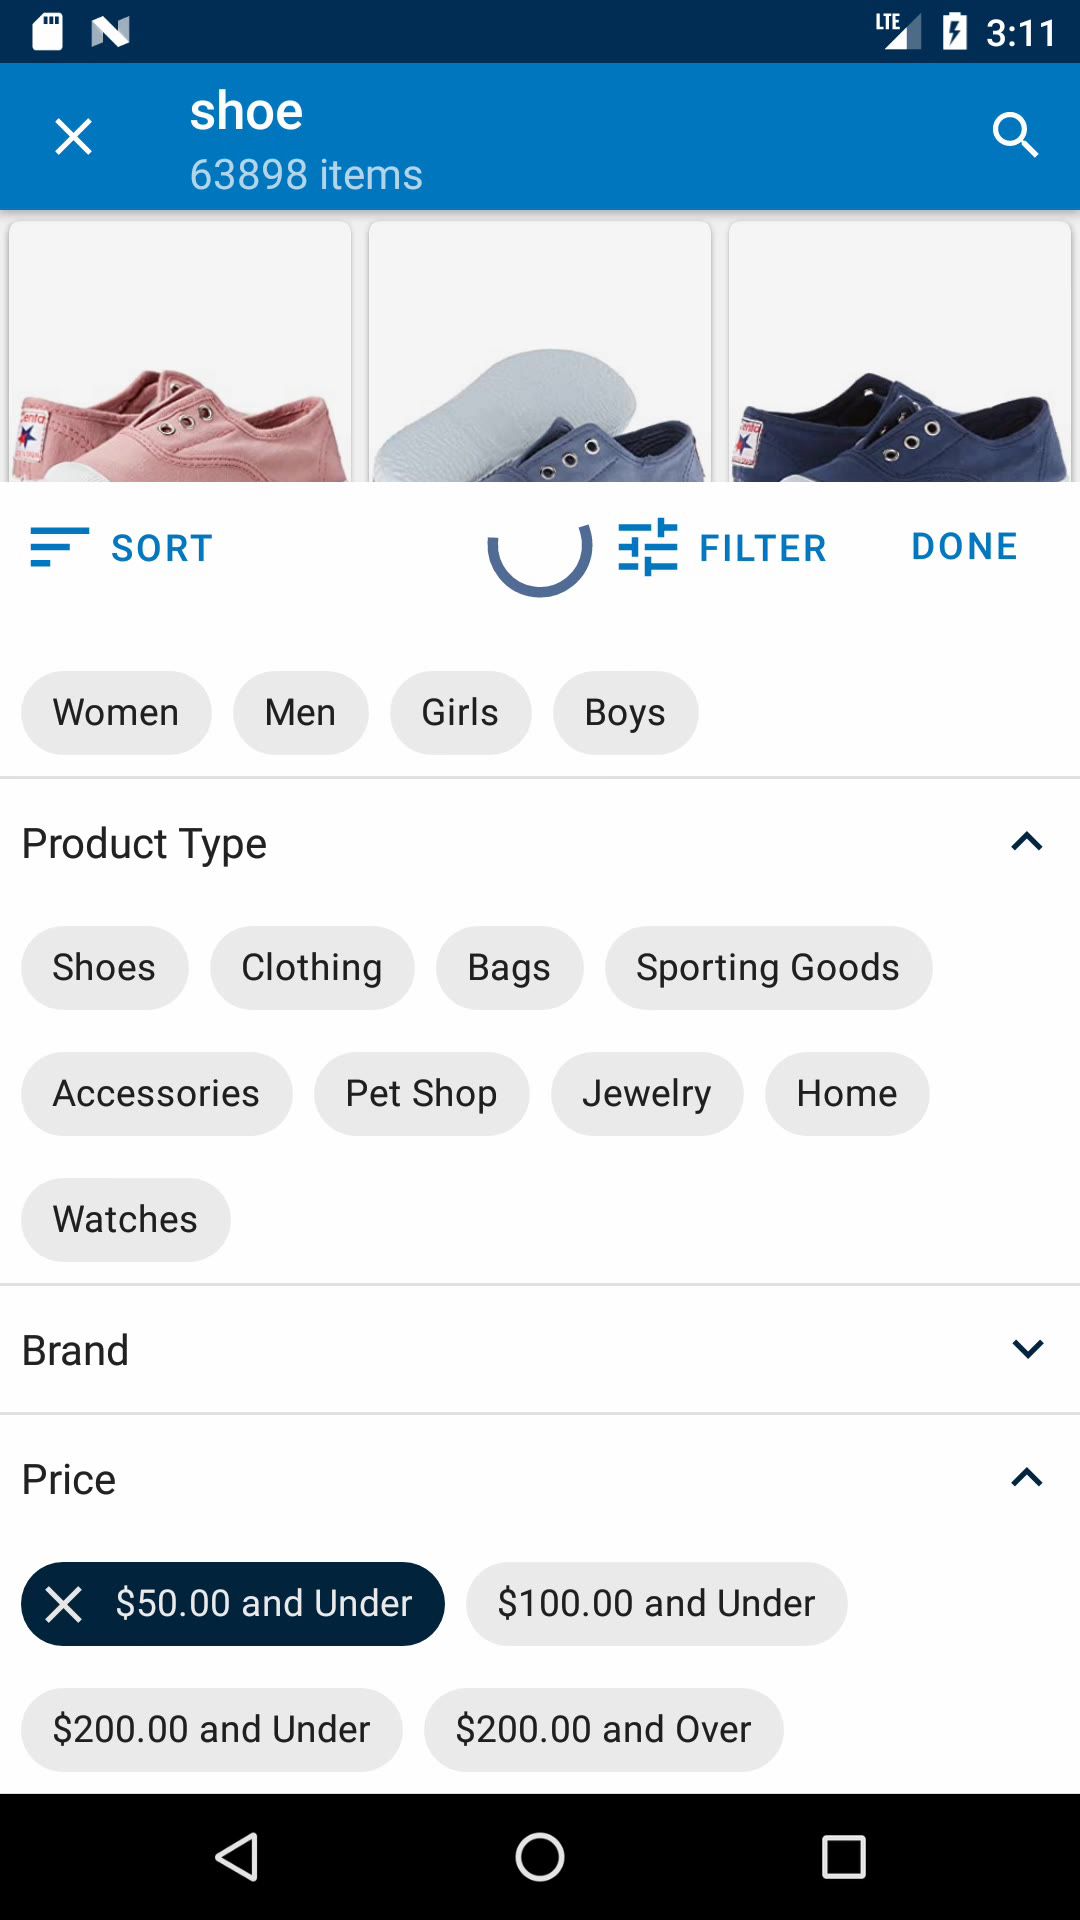 LTE 3:11
shoe
63898 items
SORT FILTER DONE
Women Men Girls Boys
Product Type
Shoes Clothing Bags Sporting Goods
Accessories Pet Shop Jewelry Home
Watches
Brand
Price
$50.00 and Under $100.00 and Under
$200.00 and Under $200.00 and Over